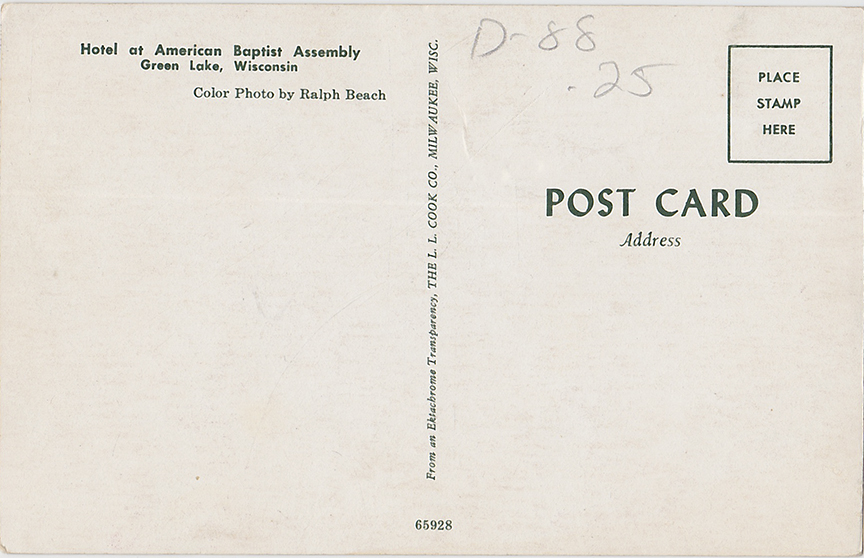 Hotel at American Baptist Assembly
Green Lake, Wisconsin
Color Photo by Ralph Beach
From an Ektachrome Transparency, THE L. L. COOK CO., MILWAUKEE, WISC.
65928
D-88
.25
PLACE
STAMP
HERE
POST CARD
Address